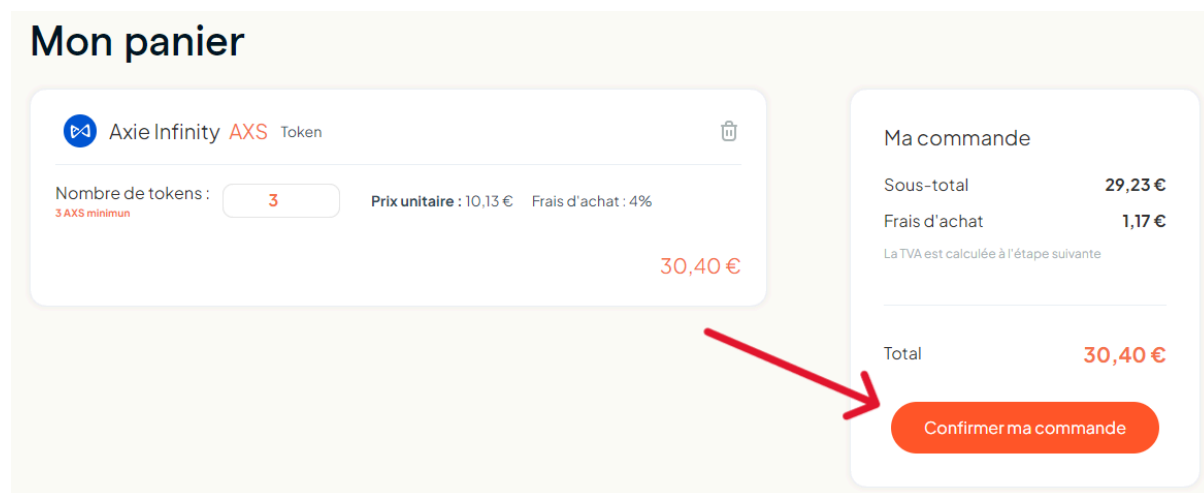 Mon panier
Axie Infinity AXS Token
Nombre de tokens :
3 AXS minimun
3
Prix unitaire : 10,13 € Frais d'achat : 4%
30,40 €
Ma commande
Sous-total 29,23 €
Frais d'achat 1,17 €
La TVA est calculée à l'étape suivante
Total 30,40 €
Confirmer ma commande